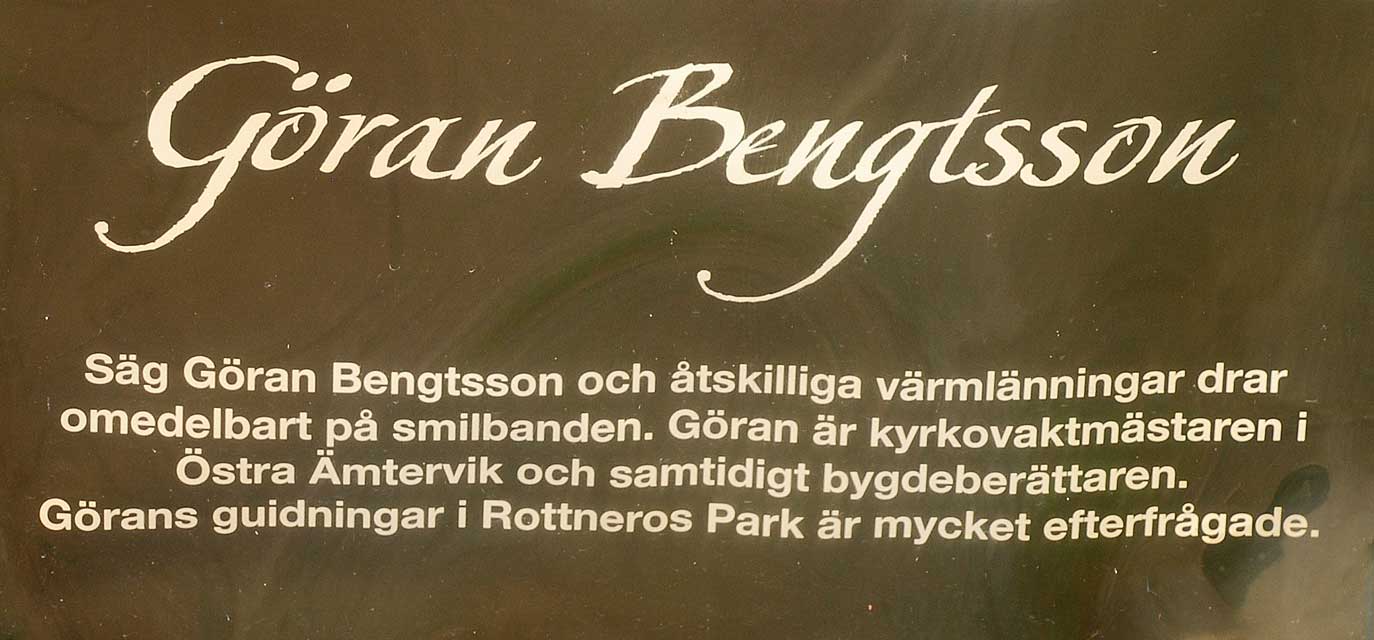 Göran Bengtsson
Säg Göran Bengtsson och åtskilliga värmlänningar drar
omedelbart på smilbanden. Göran är kyrkovaktmästaren i
Östra Ämtervik och samtidigt bygdeberättaren.
Görans guidningar i Rottneros Park är mycket efterfrågade.